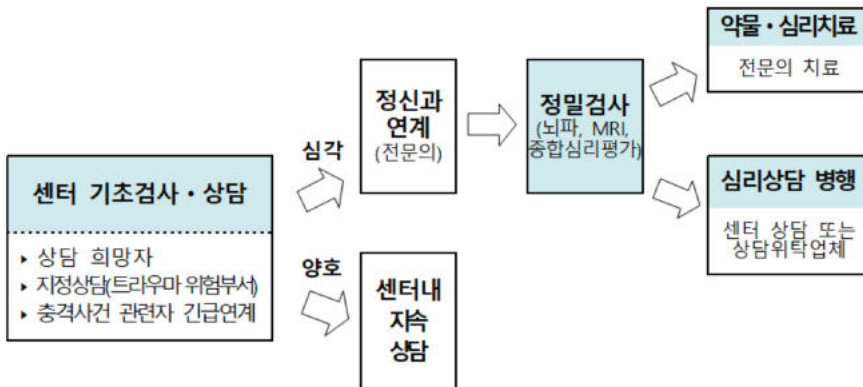 센터 기초검사・상담
▸ 상담 희망자
▸ 지정상담(트라우마 위험부서)
▸ 충격사건 관련자 긴급연계
심각
정신과
연계
(전문의)
정밀검사
(뇌파, MRI,
종합심리평가)
약물・심리치료
전문의 치료
심리상담 병행
센터 상담 또는
상담위탁업체
양호
센터내
지속
상담